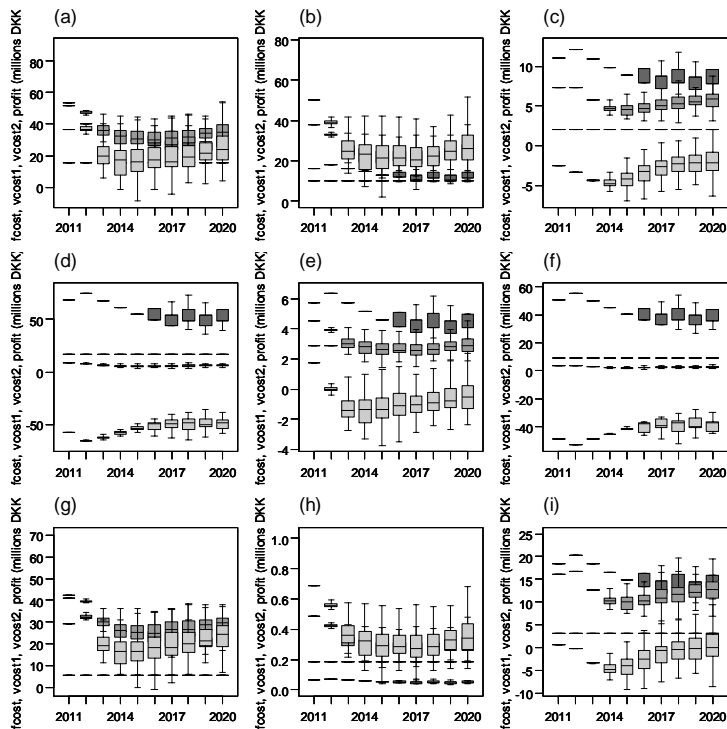 (a)
fcost, vcost1, vcost2, profit (millions DKK
80
60
40
20
0
2011 2014 2017 2020
(b)
fcost, vcost1, vcost2, profit (millions DKK
80
60
40
20
0
2011 2014 2017 2020
(c)
fcost, vcost1, vcost2, profit (millions DKK
10
5
0
-5
2011 2014 2017 2020
(d)
fcost, vcost1, vcost2, profit (millions DKK
50
0
-50
2011 2014 2017 2020
(e)
fcost, vcost1, vcost2, profit (millions DKK
6
4
2
0
-2
-4
2011 2014 2017 2020
(f)
fcost, vcost1, vcost2, profit (millions DKK
60
40
20
0
-20
-40
2011 2014 2017 2020
(g)
fcost, vcost1, vcost2, profit (millions DKK
70
60
50
40
30
20
10
0
2011 2014 2017 2020
(h)
fcost, vcost1, vcost2, profit (millions DKK
1.0
0.8
0.6
0.4
0.2
0.0
2011 2014 2017 2020
(i)
fcost, vcost1, vcost2, profit (millions DKK
25
20
15
10
5
0
-5
-10
2011 2014 2017 2020